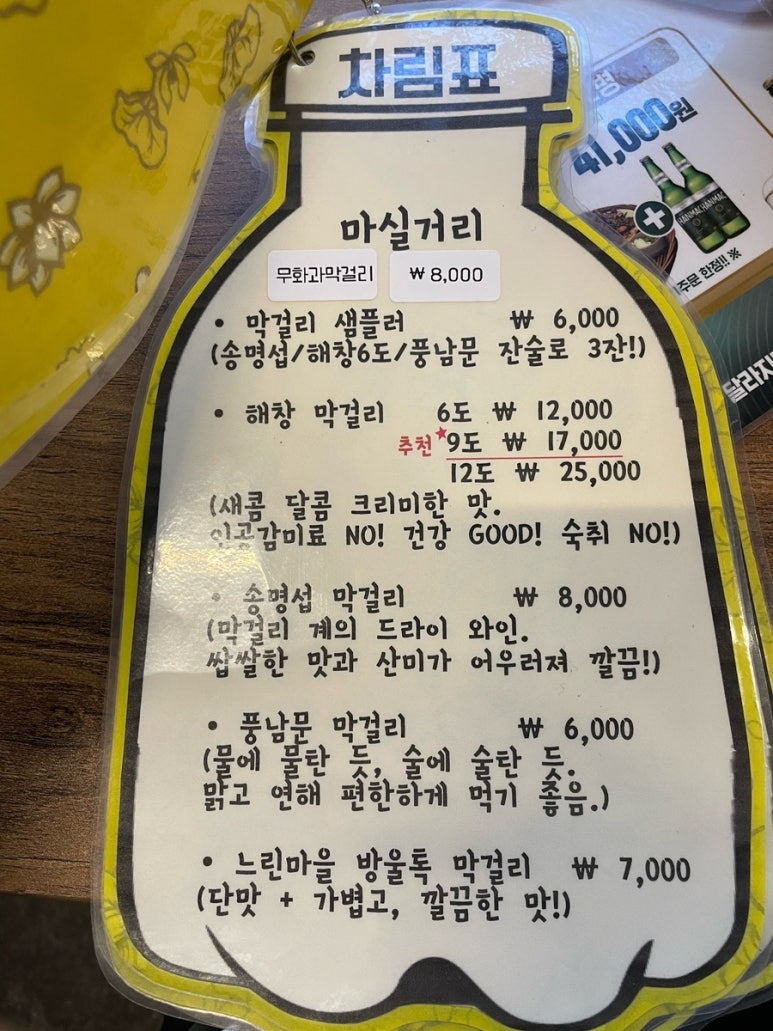 차림표
마실거리
무화과막걸리 ₩ 8,000
• 막걸리 샘플러 ₩ 6,000
(송명섭/해창6도/풍남문 잔술로 3잔!)
• 해창 막걸리 6도 ₩ 12,000
추천★9도 ₩ 17,000
12도 ₩ 25,000
(새콤 달콤 크리미한 맛.
인공감미료 NO! 건강 GOOD! 숙취 NO!)
• 송명섭 막걸리 ₩ 8,000
(막걸리 계의 드라이 와인.
쌉쌀한 맛과 산미가 어우러져 깔끔!)
• 풍남문 막걸리 ₩ 6,000
(물에 물탄 듯, 술에 술탄 듯.
맑고 연해 편한하게 먹기 좋음.)
• 느린마을 방울톡 막걸리 ₩ 7,000
(단맛 + 가볍고, 깔끔한 맛!)
41,000원
+
HANMAC HANMAC
주문 한정!! ※